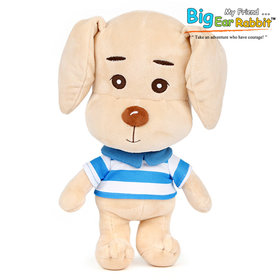 My Friend ...
Big Ear Rabbit
" Take an adventure who have courage! "